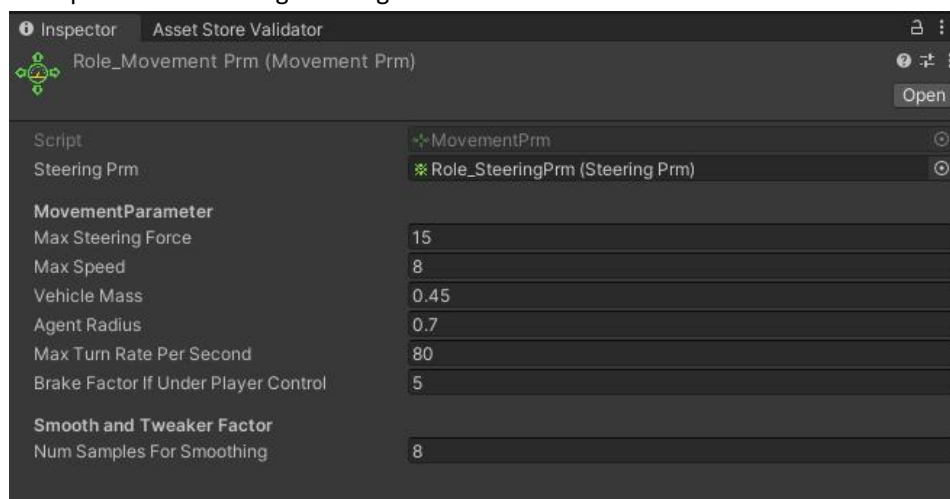 Inspector Asset Store Validator
Role_Movement Prm (Movement Prm)
Open
Script MovementPrm
Steering Prm Role_SteeringPrm (Steering Prm)
MovementParameter
Max Steering Force 15
Max Speed 8
Vehicle Mass 0.45
Agent Radius 0.7
Max Turn Rate Per Second 80
Brake Factor If Under Player Control 5
Smooth and Tweaker Factor
Num Samples For Smoothing 8